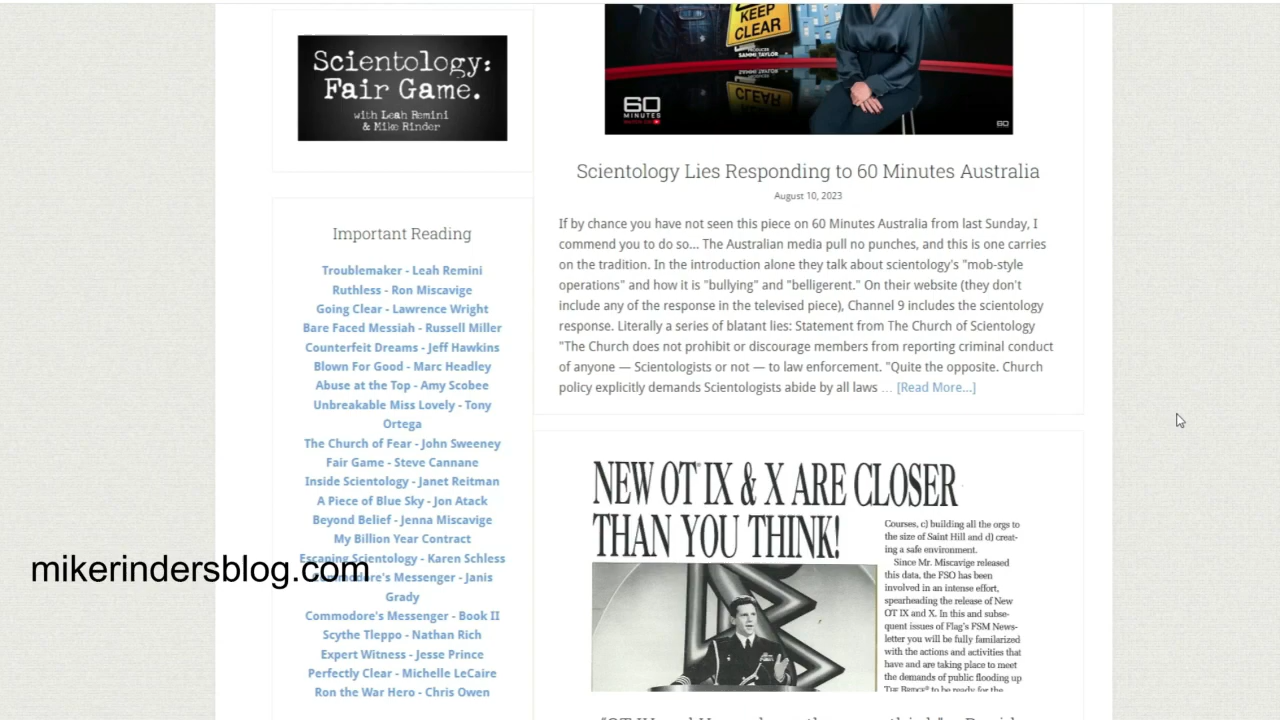 Scientology:
Fair Game.
with Leah Remini
& Mike Rinder
Important Reading
Troublemaker - Leah Remini
Ruthless - Ron Miscavige
Going Clear - Lawrence Wright
Bare Faced Messiah - Russell Miller
Counterfeit Dreams - Jeff Hawkins
Blown For Good - Marc Headley
Abuse at the Top - Amy Scobee
Unbreakable Miss Lovely - Tony
Ortega
The Church of Fear - John Sweeney
Fair Game - Steve Cannane
Inside Scientology - Janet Reitman
A Piece of Blue Sky - Jon Atack
Beyond Belief - Jenna Miscavige
My Billion Year Contract
Escaping Scientology - Karen Schless
Commodore's Messenger - Janis
Grady
Commodore's Messenger - Book II
Scythe Tleppo - Nathan Rich
Expert Witness - Jesse Prince
Perfectly Clear - Michelle LeCaire
Ron the War Hero - Chris Owen
mikerindersblog.com
KEEP
CLEAR
PRODUCER
SAMMI TAYLOR
60
MINUTES
60
Scientology Lies Responding to 60 Minutes Australia
August 10, 2023
If by chance you have not seen this piece on 60 Minutes Australia from last Sunday, I
commend you to do so... The Australian media pull no punches, and this is one carries
on the tradition. In the introduction alone they talk about scientology's "mob-style
operations" and how it is "bullying" and "belligerent." On their website (they don't
include any of the response in the televised piece), Channel 9 includes the scientology
response. Literally a series of blatant lies: Statement from The Church of Scientology
"The Church does not prohibit or discourage members from reporting criminal conduct
of anyone — Scientologists or not — to law enforcement. "Quite the opposite. Church
policy explicitly demands Scientologists abide by all laws … [Read More...]
NEW OT IX & X ARE CLOSER
THAN YOU THINK!
Courses, c) building all the orgs to
the size of Saint Hill and d) creat-
ing a safe environment.
Since Mr. Miscavige released
this data, the FSO has been
involved in an intense effort,
spearheading the release of New
OT IX and X. In this and subse-
quent issues of Flag's FSM News-
letter you will be fully familiarized
with the actions and activities that
have and are taking place to meet
the demands of public flooding up
THE BRIDGE to be ready for the